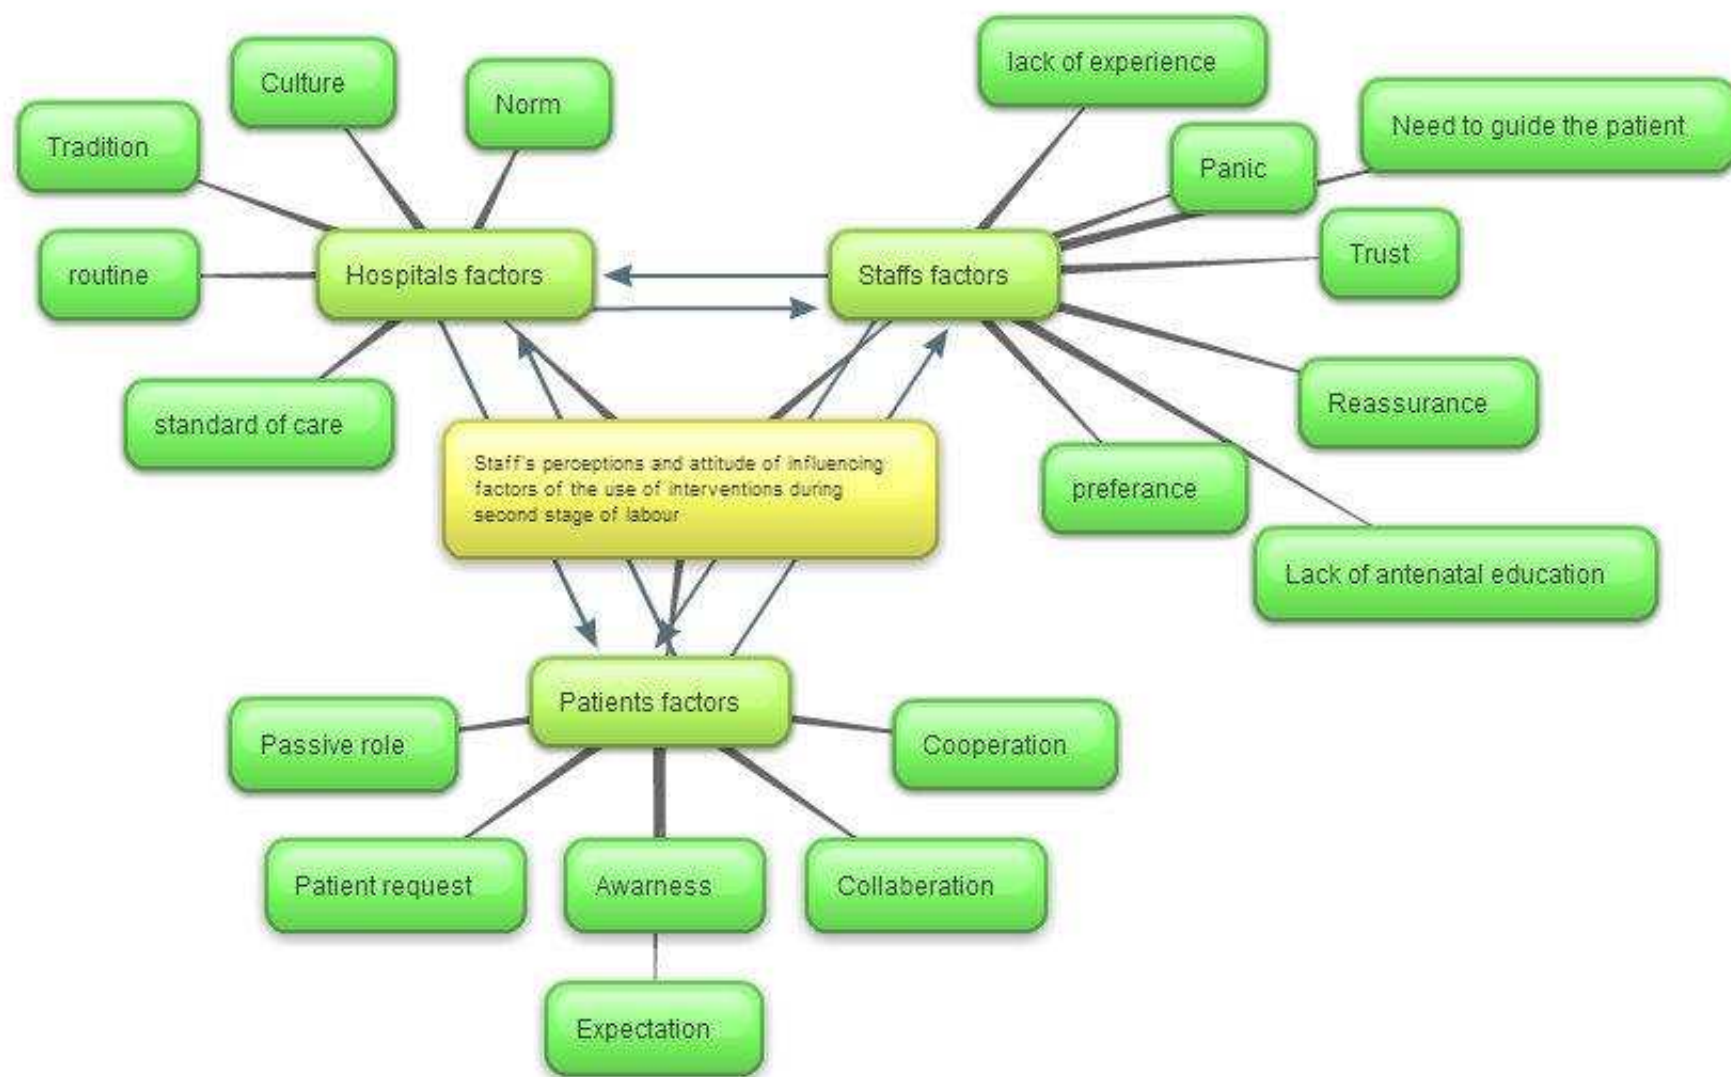 lack of experience
Culture
Norm
Need to guide the patient
Tradition
Panic
Trust
routine
Hospitals factors
Staffs factors
Reassurance
standard of care
Staff's perceptions and attitude of influencing
factors of the use of interventions during
second stage of labour
preferance
Lack of antenatal education
Patients factors
Passive role
Cooperation
Patient request
Awarness
Collaberation
Expectation